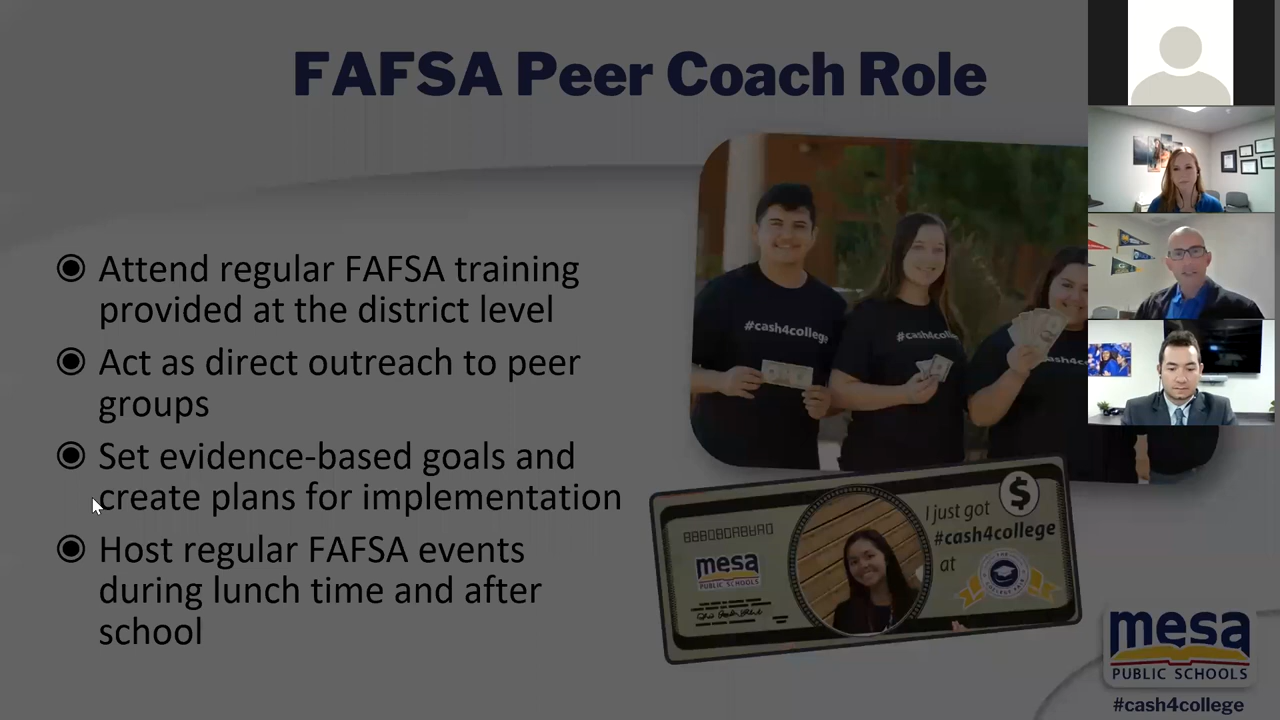 FAFSA Peer Coach Role
Attend regular FAFSA training
provided at the district level
Act as direct outreach to peer
groups
Set evidence-based goals and
create plans for implementation
Host regular FAFSA events
during lunch time and after
school
#cash4college
#cash4college
I just got
#cash4college
at
mesa
PUBLIC SCHOOLS
mesa
PUBLIC SCHOOLS
#cash4college